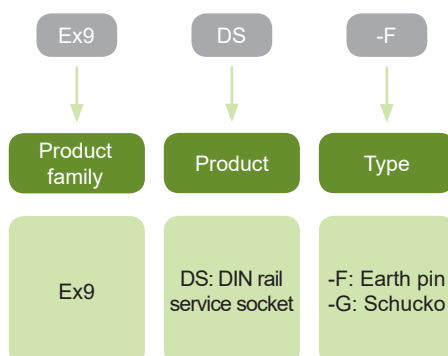 Ex9
DS
-F
Product
family
Product
Type
Ex9
DS: DIN rail
service socket
-F: Earth pin
-G: Schucko